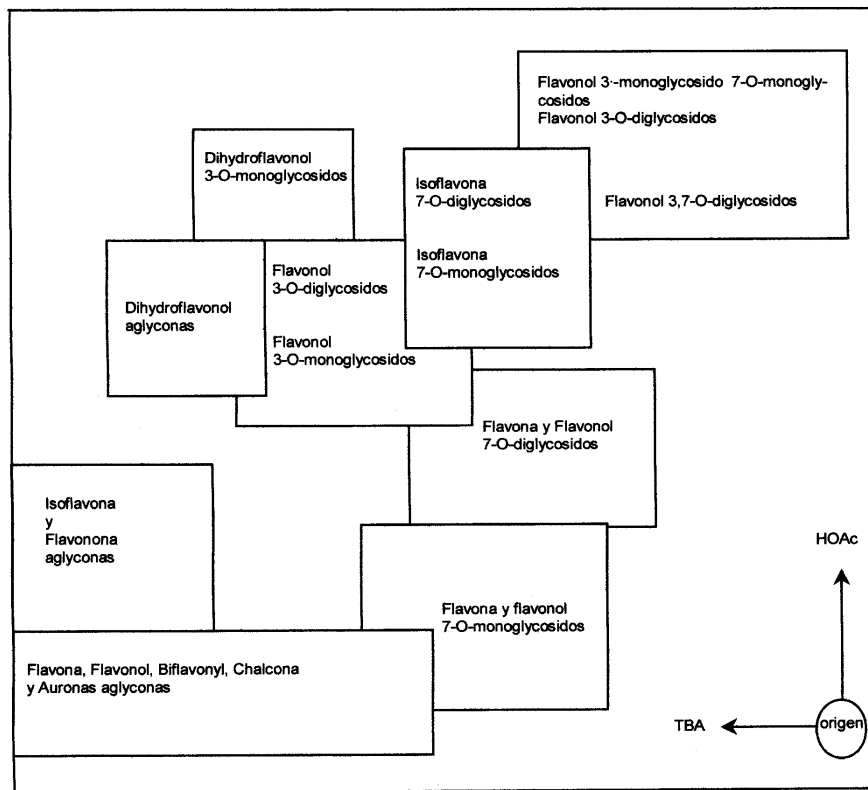 Flavonol 3--monoglycosido 7-O-monogly-
cosidos
Flavonol 3-O-diglycosidos
Flavonol 3,7-O-diglycosidos
Dihydroflavonol
3-O-monoglycosidos
Isoflavona
7-O-diglycosidos
Isoflavona
7-O-monoglycosidos
Dihydroflavonol
aglyconas
Flavonol
3-O-diglycosidos
Flavonol
3-O-monoglycosidos
Flavona y Flavonol
7-O-diglycosidos
Isoflavona
y
Flavonona
aglyconas
Flavona y flavonol
7-O-monoglycosidos
Flavona, Flavonol, Biflavonyl, Chalcona
y Auronas aglyconas
HOAc
TBA
origen